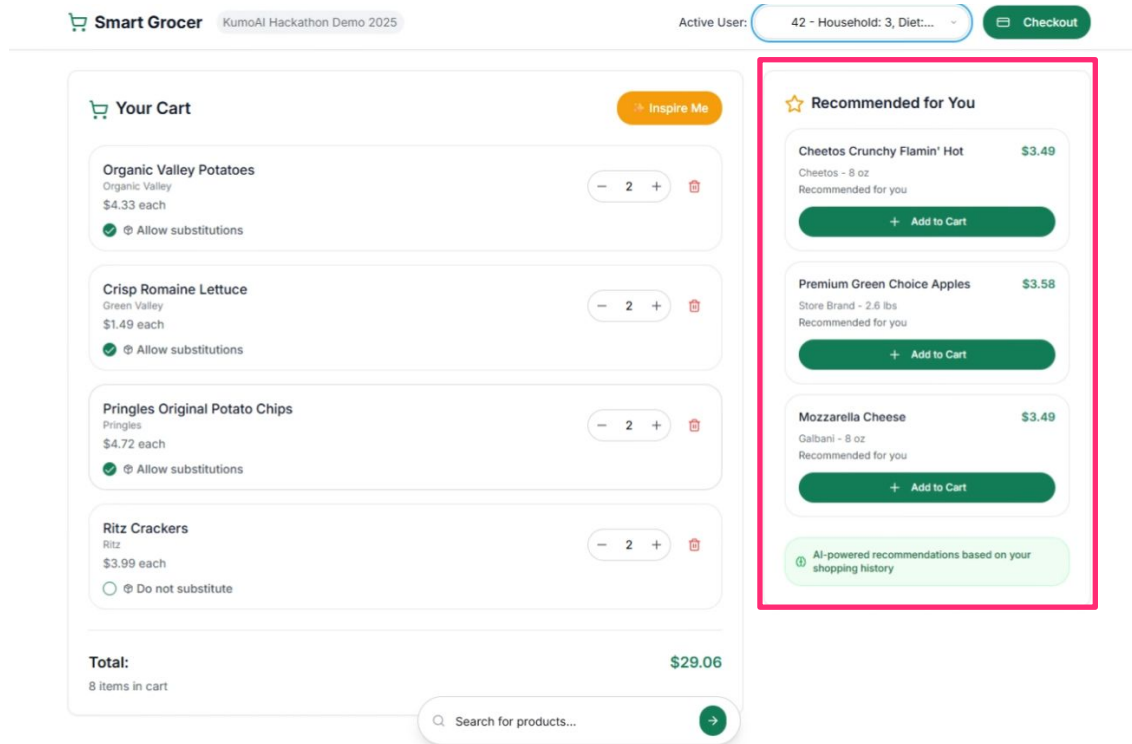 Smart Grocer
KumoAI Hackathon Demo 2025
Active User:
42 - Household: 3, Diet:...
Checkout
Your Cart
Inspire Me
Organic Valley Potatoes
Organic Valley
$4.33 each
2
Allow substitutions
Crisp Romaine Lettuce
Green Valley
$1.49 each
2
Allow substitutions
Pringles Original Potato Chips
Pringles
$4.72 each
2
Allow substitutions
Ritz Crackers
Ritz
$3.99 each
2
Do not substitute
Total:
$29.06
8 items in cart
Search for products...
Recommended for You
Cheetos Crunchy Flamin' Hot
$3.49
Cheetos - 8 oz
Recommended for you
+ Add to Cart
Premium Green Choice Apples
$3.58
Store Brand - 2.6 lbs
Recommended for you
+ Add to Cart
Mozzarella Cheese
$3.49
Galbani - 8 oz
Recommended for you
+ Add to Cart
AI-powered recommendations based on your
shopping history